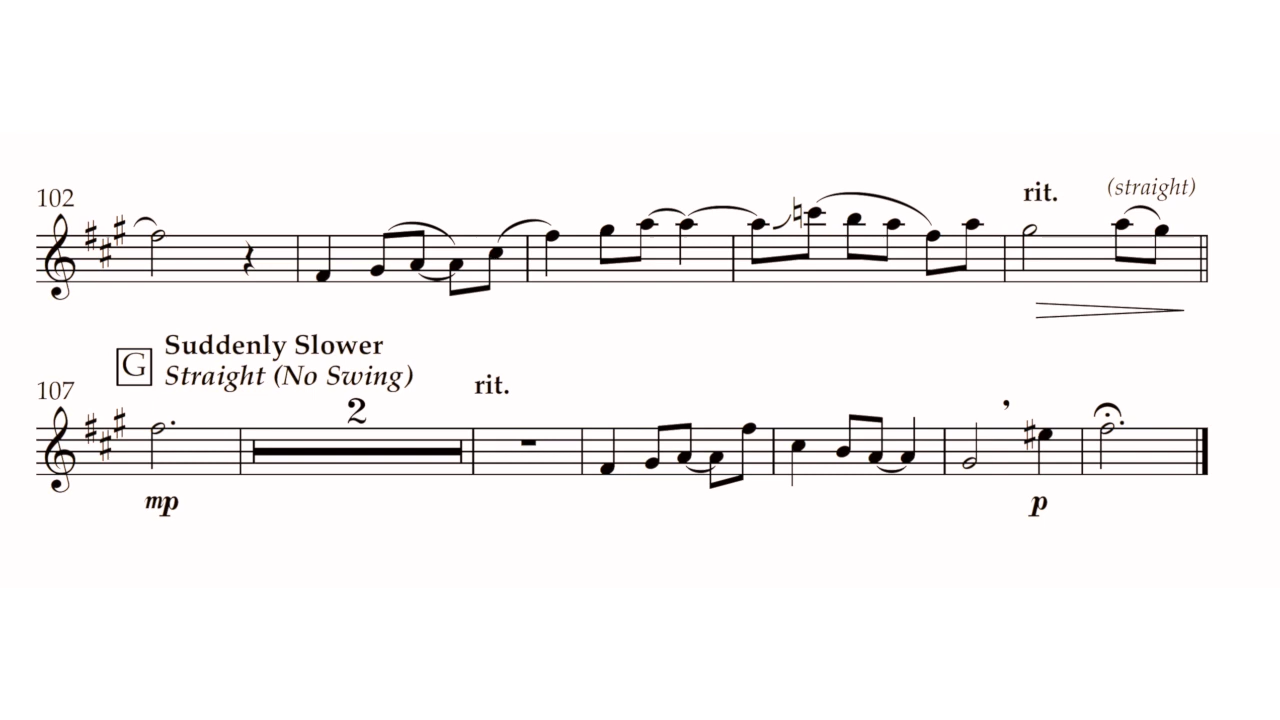 102
rit. (straight)
G
Suddenly Slower
Straight (No Swing)
107
2
rit.
mp
p